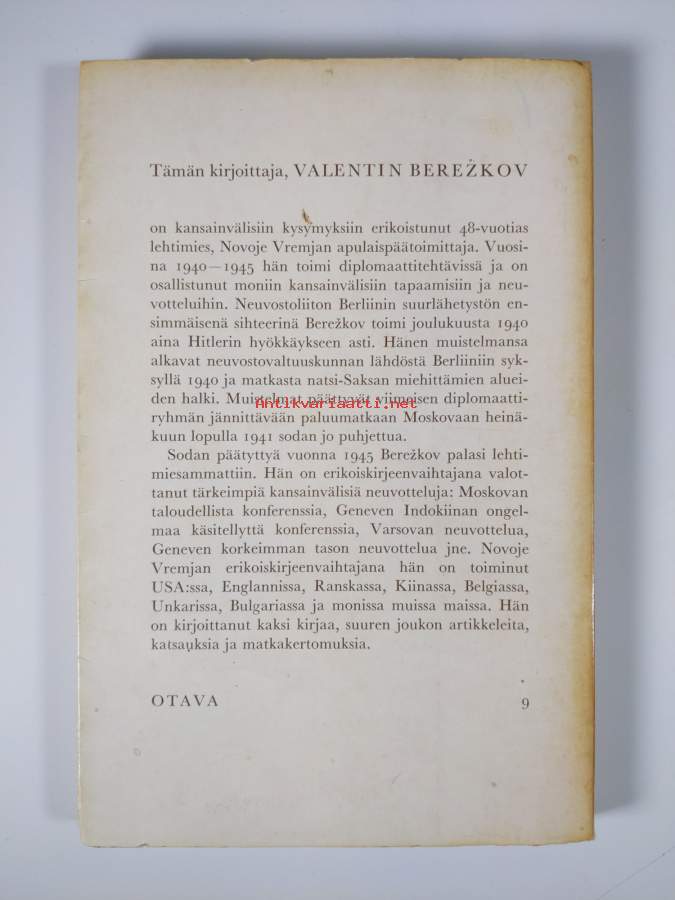 Tämän kirjoittaja, VALENTIN BEREŽKOV
on kansainvälisiin kysymyksiin erikoistunut 48-vuotias
lehtimies, Novoje Vremjan apulaispäätoimittaja. Vuosi-
na 1940—1945 hän toimi diplomaattitehtävissä ja on
osallistunut moniin kansainvälisiin tapaamisiin ja neu-
votteluihin. Neuvostoliiton Berliinin suurlähetystön en-
simmäisenä sihteerinä Berežkov toimi joulukuusta 1940
aina Hitlerin hyökkäykseen asti. Hänen muistelmansa
alkavat neuvostovaltuuskunnan lähdöstä Berliiniin syk-
syllä 1940 ja matkasta natsi-Saksan miehittämien aluei-
den halki. Muistelmat päättyvät viimeisen diplomaatti-
Antikvariaatti.net
ryhmän jännittävään paluumatkaan Moskovaan heinä-
kuun lopulla 1941 sodan jo puhjettua.
Sodan päätyttyä vuonna 1945 Berežkov palasi lehti-
miesammattiin. Hän on erikoiskirjeenvaihtajana valot-
tanut tärkeimpiä kansainvälisiä neuvotteluja: Moskovan
taloudellista konferenssia, Geneven Indokiinan ongel-
maa käsitellyttä konferenssia, Varsovan neuvottelua,
Geneven korkeimman tason neuvottelua jne. Novoje
Vremjan erikoiskirjeenvaihtajana hän on toiminut
USA:ssa, Englannissa, Ranskassa, Kiinassa, Belgiassa,
Unkarissa, Bulgariassa ja monissa muissa maissa. Hän
on kirjoittanut kaksi kirjaa, suuren joukon artikkeleita,
katsauksia ja matkakertomuksia.
OTAVA 9